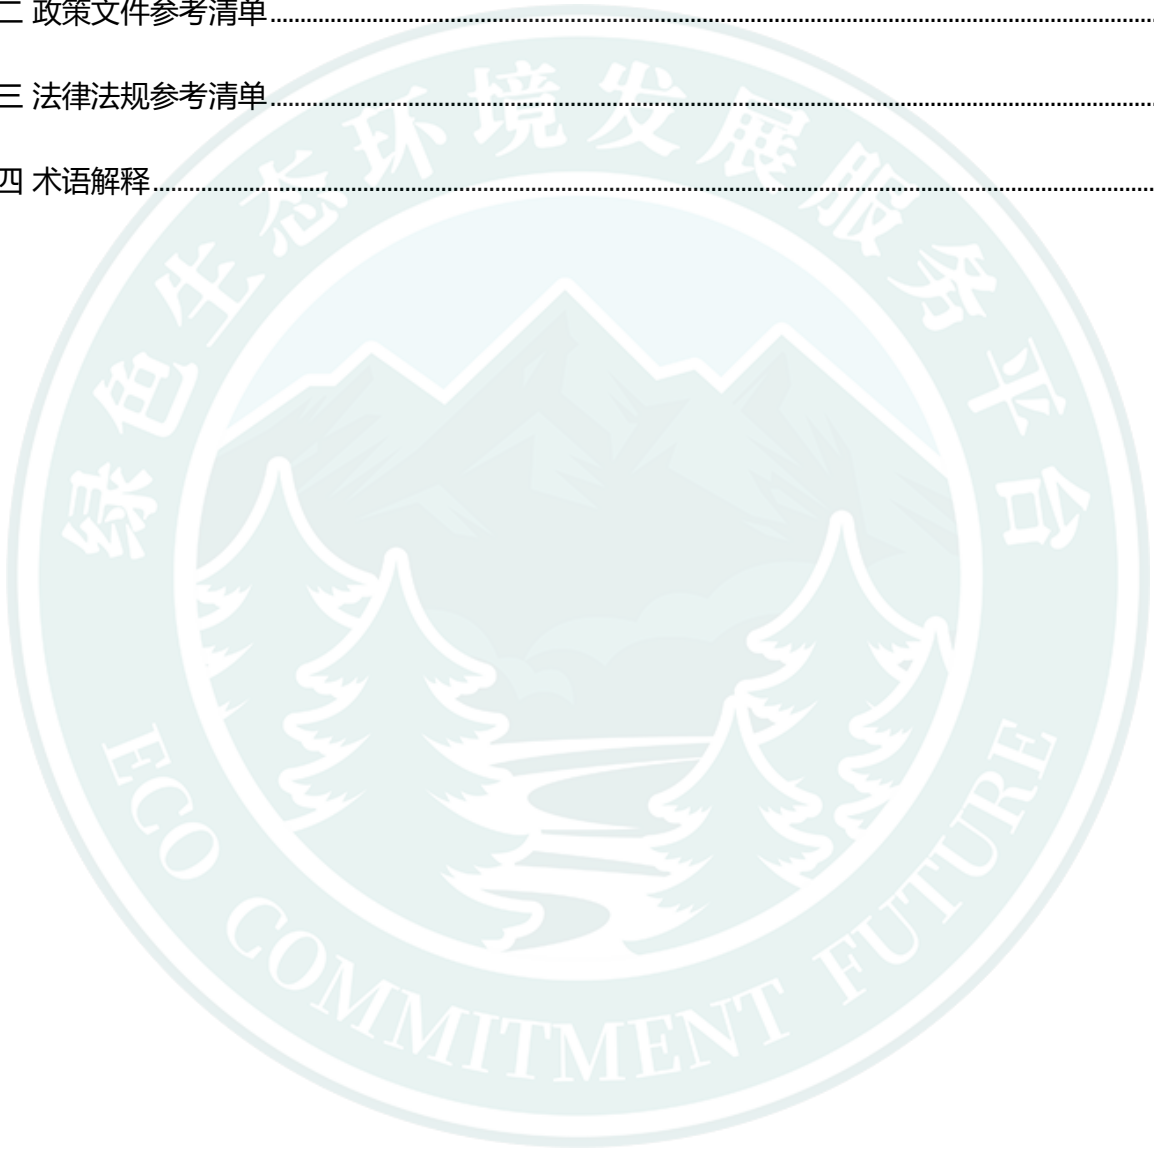 二 政策文件参考清单
三 法律法规参考清单
四 术语解释
绿色生态环境发展服务平台
ECO COMMITMENT FUTURE